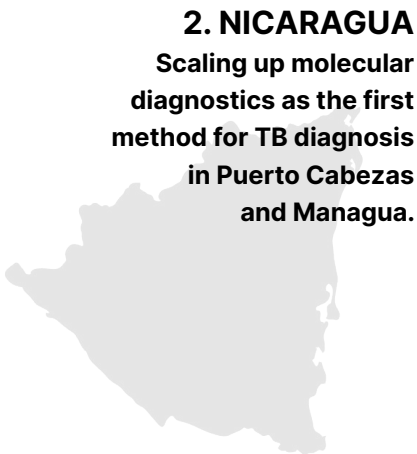 2. NICARAGUA
Scaling up molecular
diagnostics as the first
method for TB diagnosis
in Puerto Cabezas
and Managua.